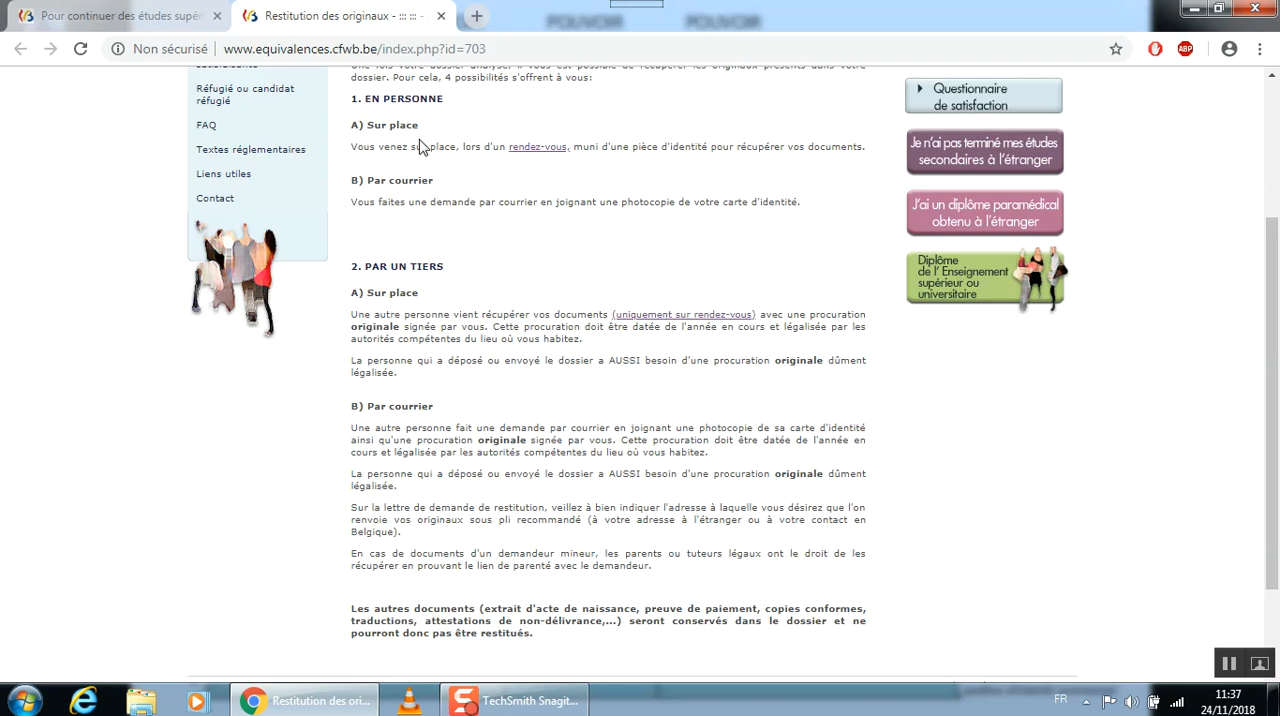 POUVOIR POUVOIR
Pour continuer des études supér
Restitution des originaux - ::: ::: -
Non sécurisé www.equivalences.cfwb.be/index.php?id=703
ABP
Réfugié ou candidat
réfugié
FAQ
Textes réglementaires
Liens utiles
Contact
dossier. Pour cela, 4 possibilités s'offrent à vous:
1. EN PERSONNE
A) Sur place
Vous venez sur place, lors d'un rendez-vous, muni d'une pièce d'identité pour récupérer vos documents.
B) Par courrier
Vous faites une demande par courrier en joignant une photocopie de votre carte d'identité.
2. PAR UN TIERS
A) Sur place
Une autre personne vient récupérer vos documents (uniquement sur rendez-vous) avec une procuration
originale signée par vous. Cette procuration doit être datée de l'année en cours et légalisée par les
autorités compétentes du lieu où vous habitez.
La personne qui a déposé ou envoyé le dossier a AUSSI besoin d'une procuration originale dûment
légalisée.
B) Par courrier
Une autre personne fait une demande par courrier en joignant une photocopie de sa carte d'identité
ainsi qu'une procuration originale signée par vous. Cette procuration doit être datée de l'année en
cours et légalisée par les autorités compétentes du lieu où vous habitez.
La personne qui a déposé ou envoyé le dossier a AUSSI besoin d'une procuration originale dûment
légalisée.
Sur la lettre de demande de restitution, veillez à bien indiquer l'adresse à laquelle vous désirez que l'on
renvoie vos originaux sous pli recommandé (à votre adresse à l'étranger ou à votre contact en
Belgique).
En cas de documents d'un demandeur mineur, les parents ou tuteurs légaux ont le droit de les
récupérer en prouvant le lien de parenté avec le demandeur.
Les autres documents (extrait d'acte de naissance, preuve de paiement, copies conformes,
traductions, attestations de non-délivrance,...) seront conservés dans le dossier et ne
pourront donc pas être restitués.
Questionnaire
de satisfaction
Je n'ai pas terminé mes études
secondaires à l'étranger
J'ai un diplôme paramédical
obtenu à l'étranger
Diplôme
de l' Enseignement
supérieur ou
universitaire
Restitution des ori...
TechSmith Snagit...
FR
11:37
24/11/2018